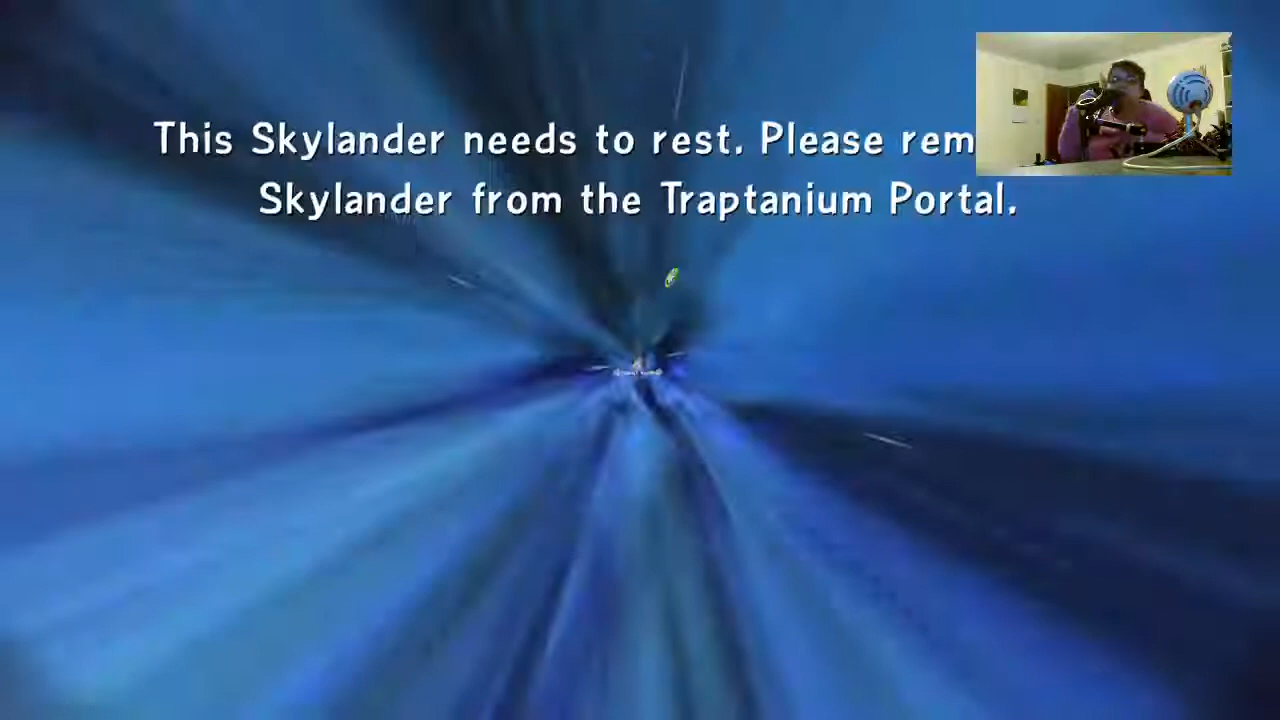 This Skylander needs to rest. Please rem
Skylander from the Traptanium Portal.